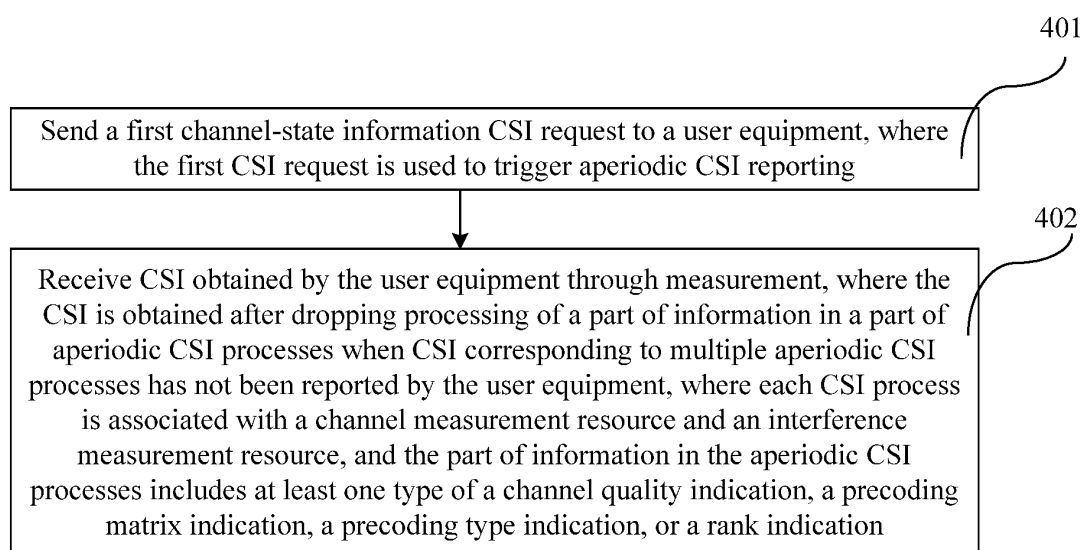 401
Send a first channel-state information CSI request to a user equipment, where
the first CSI request is used to trigger aperiodic CSI reporting
402
Receive CSI obtained by the user equipment through measurement, where the
CSI is obtained after dropping processing of a part of information in a part of
aperiodic CSI processes when CSI corresponding to multiple aperiodic CSI
processes has not been reported by the user equipment, where each CSI process
is associated with a channel measurement resource and an interference
measurement resource, and the part of information in the aperiodic CSI
processes includes at least one type of a channel quality indication, a precoding
matrix indication, a precoding type indication, or a rank indication